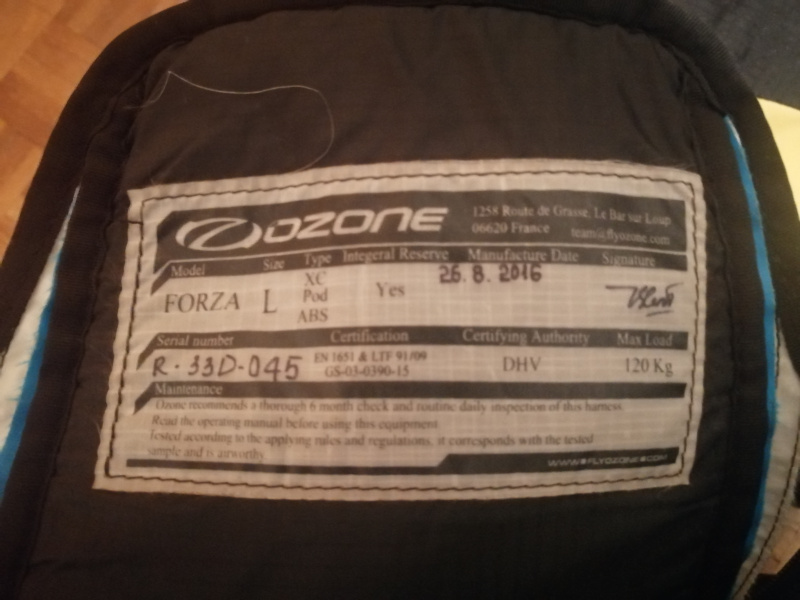 OZONE
1258 Route de Grasse, Le Bar sur Loup
06620 France team@flyozone.com
Model Size Type Integeral Reserve Manufacture Date Signature
FORZA L XC Pod ABS Yes 26.8.2016
Serial number Certification Certifying Authority Max Load
R-33D-045 EN 1651 & LTF 91/09 GS-03-0390-15 DHV 120 Kg
Maintenance
Ozone recommends a thorough 6 month check and routine daily inspection of this harness.
Read the operating manual before using this equipment.
Tested according to the applying rules and regulations, it corresponds with the tested
sample and is airworthy.
WWW.FLYOZONE.COM